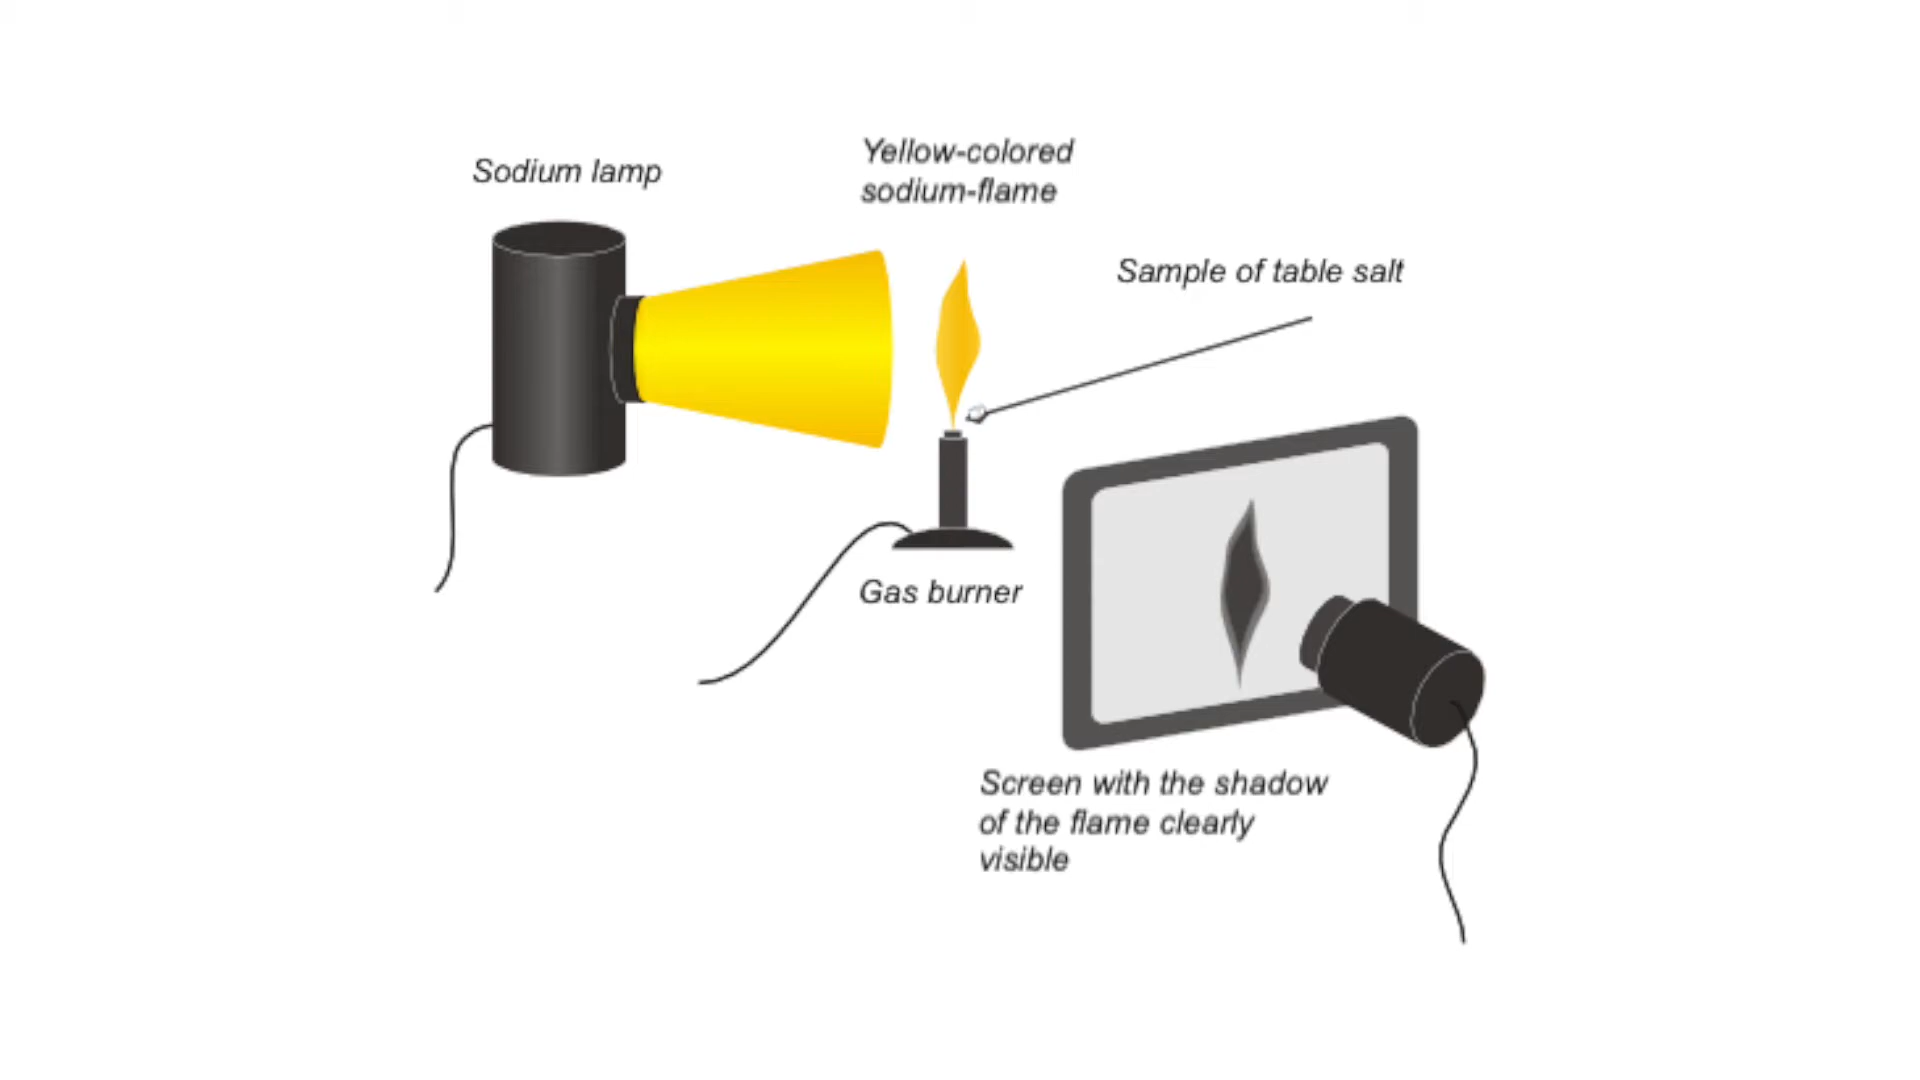 Sodium lamp
Yellow-colored
sodium-flame
Sample of table salt
Gas burner
Screen with the shadow
of the flame clearly
visible